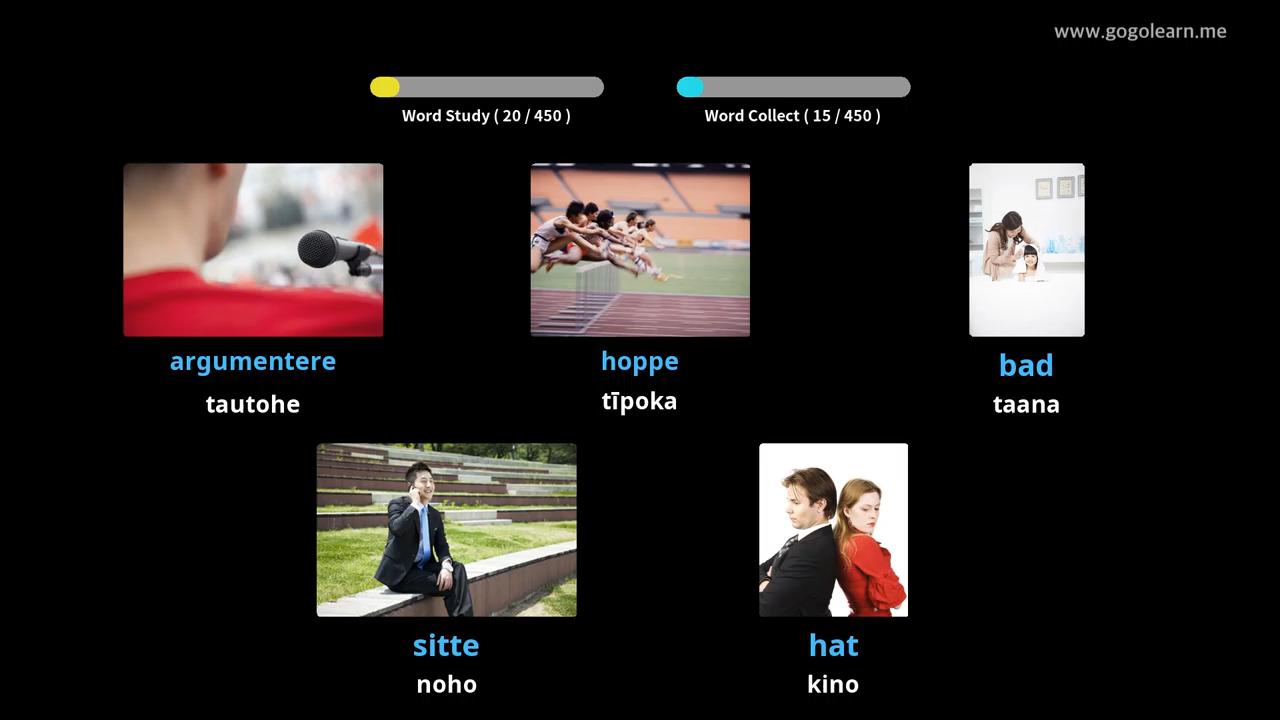 www.gogolearn.me
Word Study ( 20 / 450 )
Word Collect ( 15 / 450 )
argumentere
tautohe
hoppe
tīpoka
bad
taana
sitte
noho
hat
kino